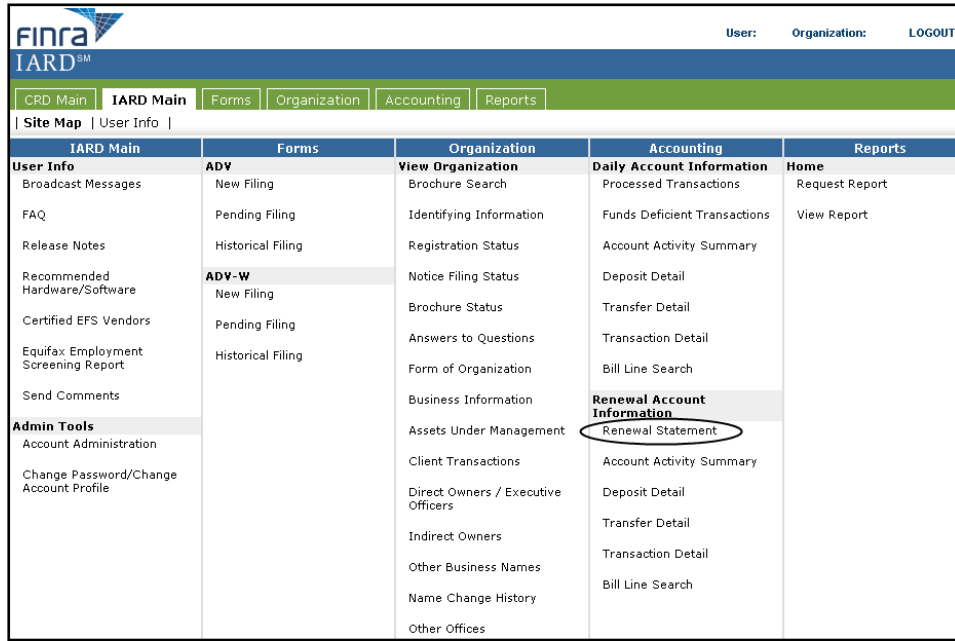 FINra
User: Organization: LOGOUT
IARD℠
CRD Main IARD Main Forms Organization Accounting Reports
| Site Map | User Info |
IARD Main
User Info
Broadcast Messages
FAQ
Release Notes
Recommended
Hardware/Software
Certified EFS Vendors
Equifax Employment
Screening Report
Send Comments
Admin Tools
Account Administration
Change Password/Change
Account Profile
Forms
ADV
New Filing
Pending Filing
Historical Filing
ADV-W
New Filing
Pending Filing
Historical Filing
Organization
View Organization
Brochure Search
Identifying Information
Registration Status
Notice Filing Status
Brochure Status
Answers to Questions
Form of Organization
Business Information
Assets Under Management
Client Transactions
Direct Owners / Executive
Officers
Indirect Owners
Other Business Names
Name Change History
Other Offices
Accounting
Daily Account Information
Processed Transactions
Funds Deficient Transactions
Account Activity Summary
Deposit Detail
Transfer Detail
Transaction Detail
Bill Line Search
Renewal Account
Information
Renewal Statement
Account Activity Summary
Deposit Detail
Transfer Detail
Transaction Detail
Bill Line Search
Reports
Home
Request Report
View Report